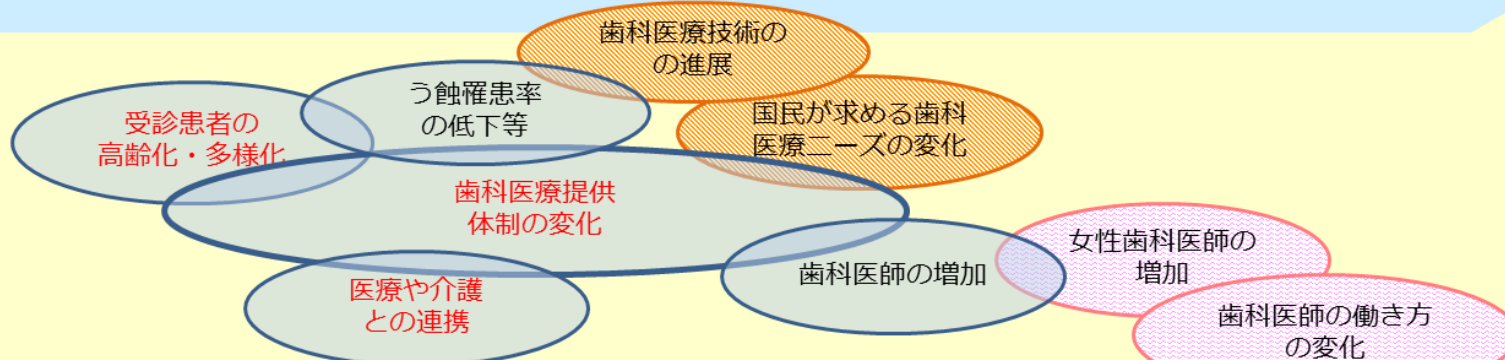 歯科医療技術の
の進展
う蝕罹患率
の低下等
国民が求める歯科
医療ニーズの変化
受診患者の
高齢化・多様化
歯科医療提供
体制の変化
女性歯科医師の
増加
歯科医師の増加
医療や介護
との連携
歯科医師の働き方
の変化